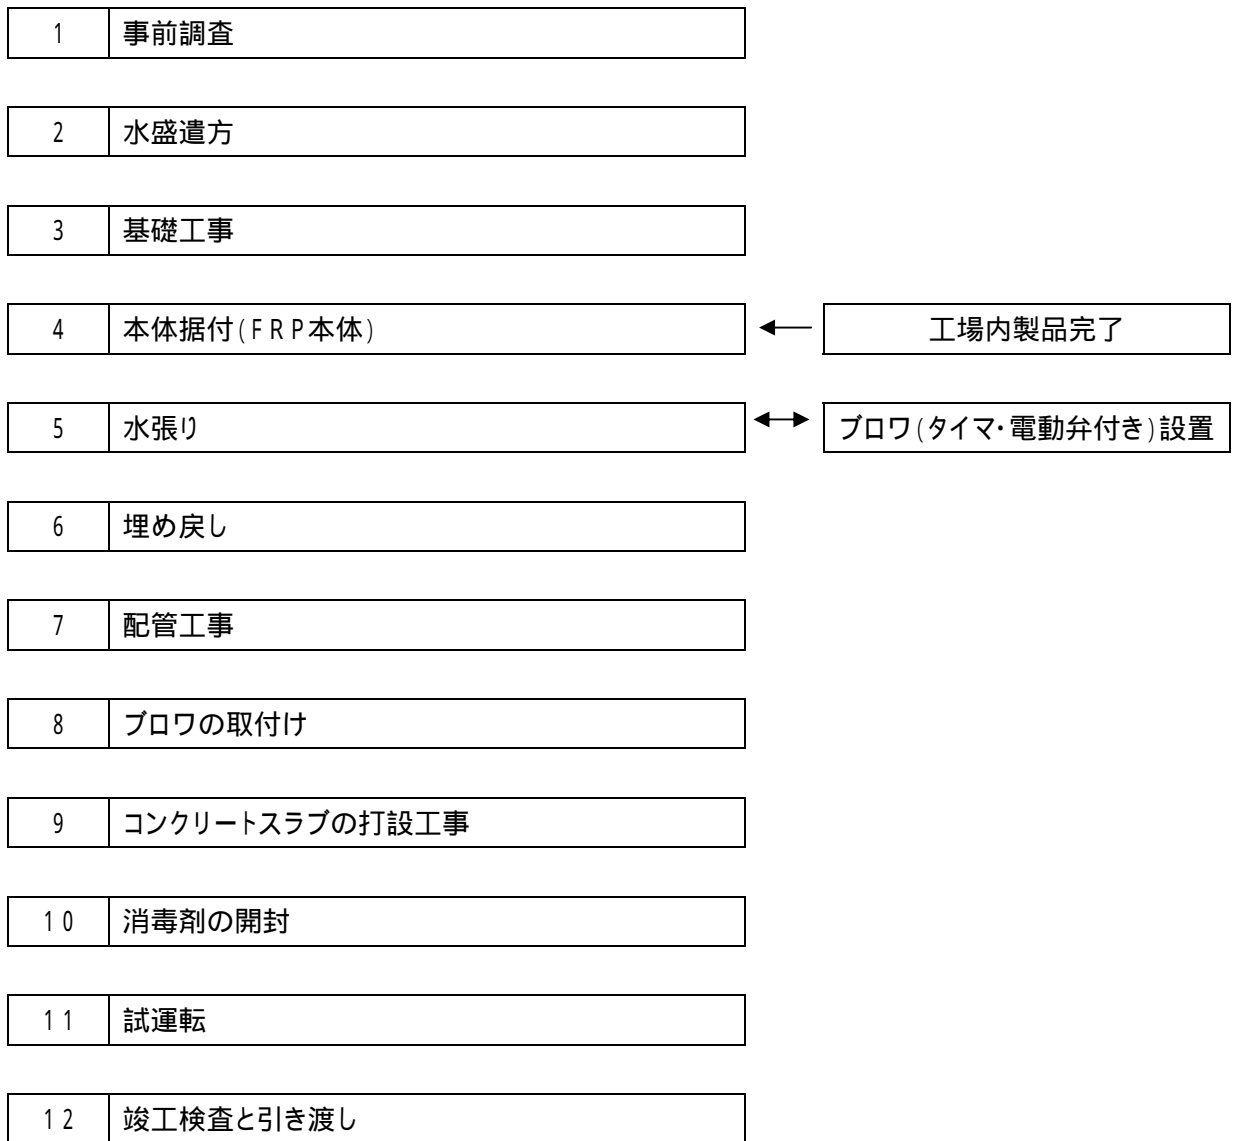 1 事前調査
2 水盛遣方
3 基礎工事
4 本体据付(FRP本体) 工場内製品完了
5 水張り ブロワ(タイマ・電動弁付き)設置
6 埋め戻し
7 配管工事
8 ブロワの取付け
9 コンクリートスラブの打設工事
10 消毒剤の開封
11 試運転
12 竣工検査と引き渡し